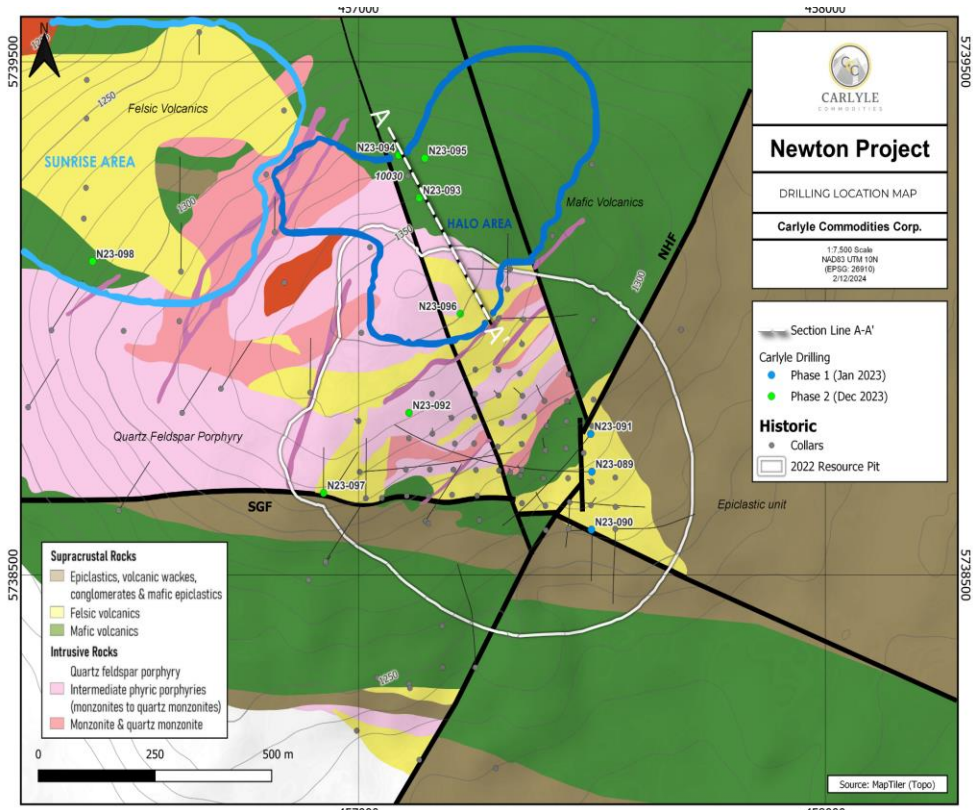 457000
458000
N
5739500
5739500
1250
Felsic Volcanics
SUNRISE AREA
1300
N23-098
A
N23-094
N23-095
10030
N23-093
HALO AREA
Mafic Volcanics
1350
NHF
1300
N23-096
A'
N23-092
Quartz Feldspar Porphyry
N23-091
N23-089
N23-097
SGF
N23-090
Epiclastic unit
5738500
5738500
1250
CARLYLE
COMMODITIES
Newton Project
DRILLING LOCATION MAP
Carlyle Commodities Corp.
1:7,500 Scale
NAD83 UTM 10N
(EPSG: 26910)
2/12/2024
Section Line A-A'
Carlyle Drilling
Phase 1 (Jan 2023)
Phase 2 (Dec 2023)
Historic
Collars
2022 Resource Pit
Supracrustal Rocks
Epiclastics, volcanic wackes,
conglomerates & mafic epiclastics
Felsic volcanics
Mafic volcanics
Intrusive Rocks
Quartz feldspar porphyry
Intermediate phyric porphyries
(monzonites to quartz monzonites)
Monzonite & quartz monzonite
0 250 500 m
Source: MapTiler (Topo)
457000
458000